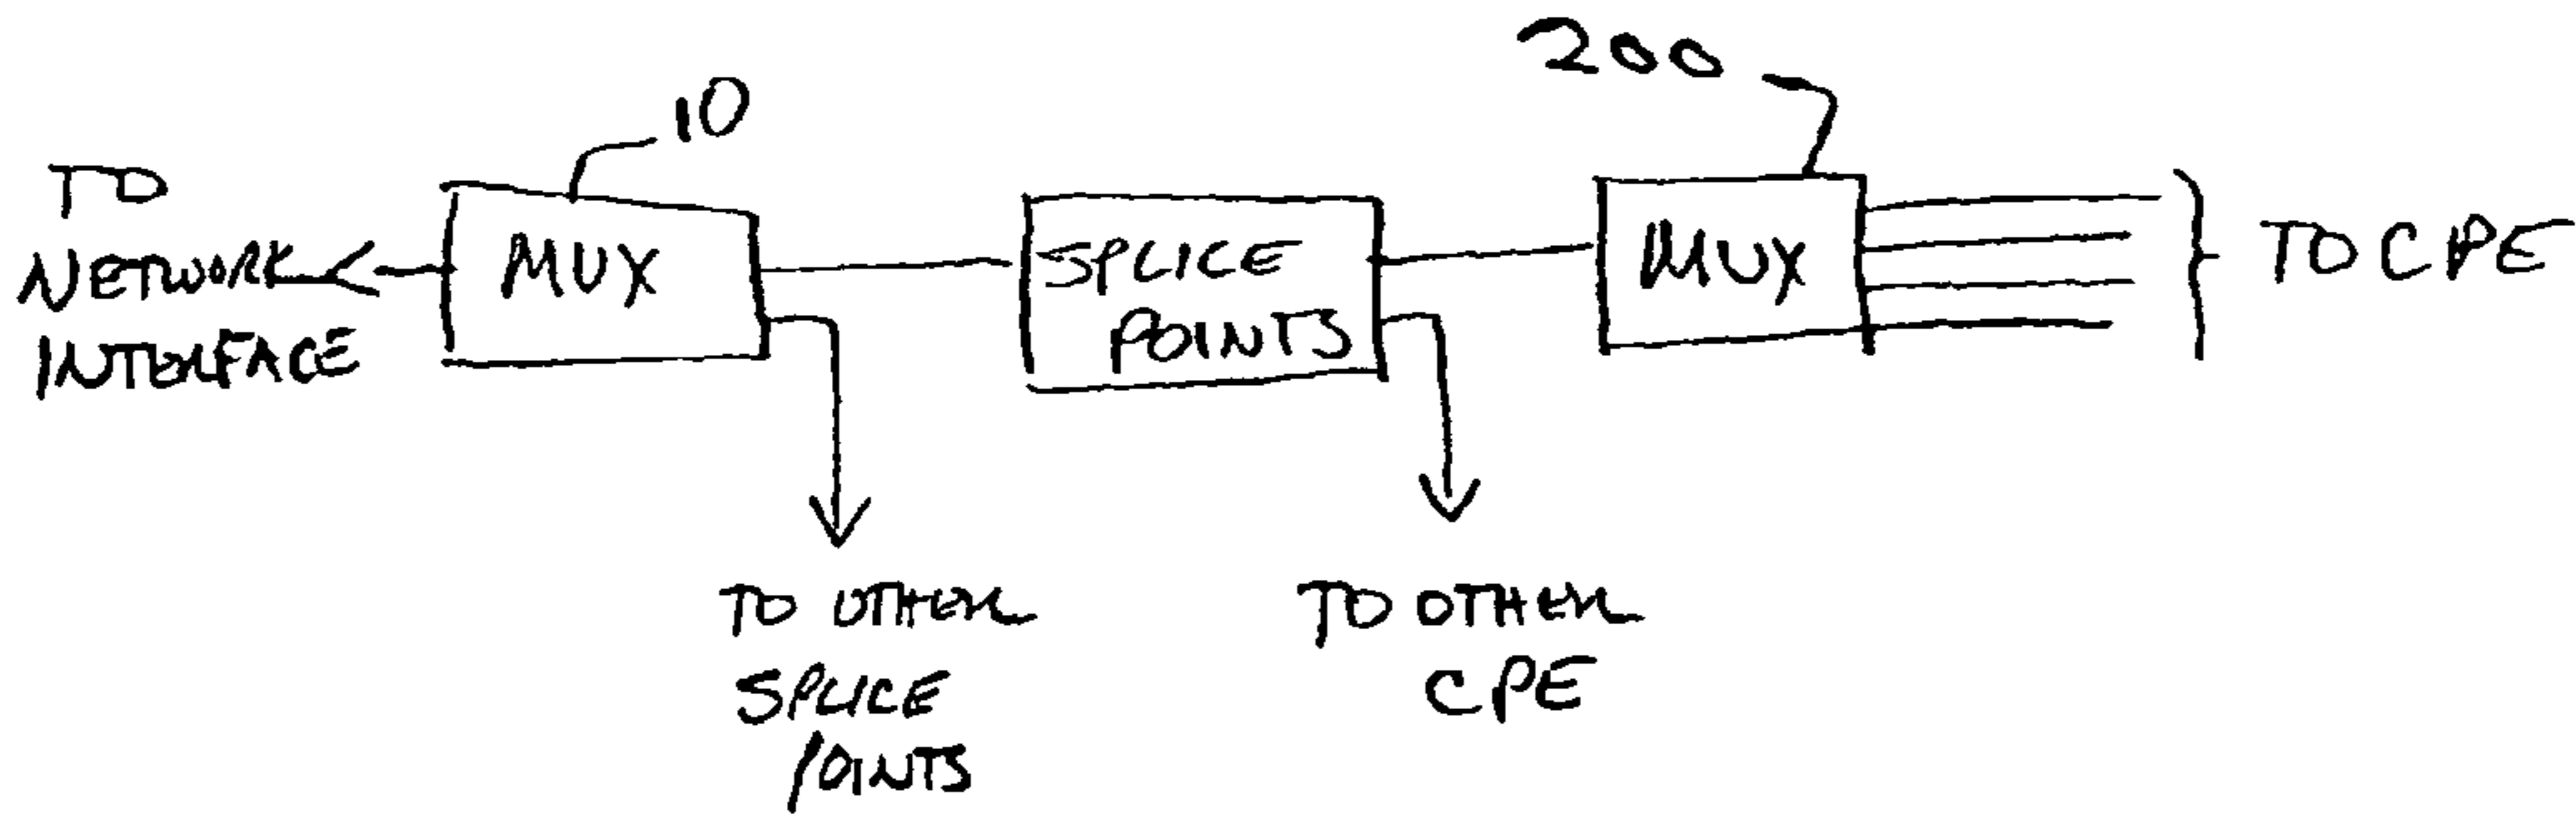 200
10
TO
NETWORK
INTERFACE
MUX
SPLICE
POINTS
MUX
TO CPE
TO OTHER
SPLICE
POINTS
TO OTHER
CPE